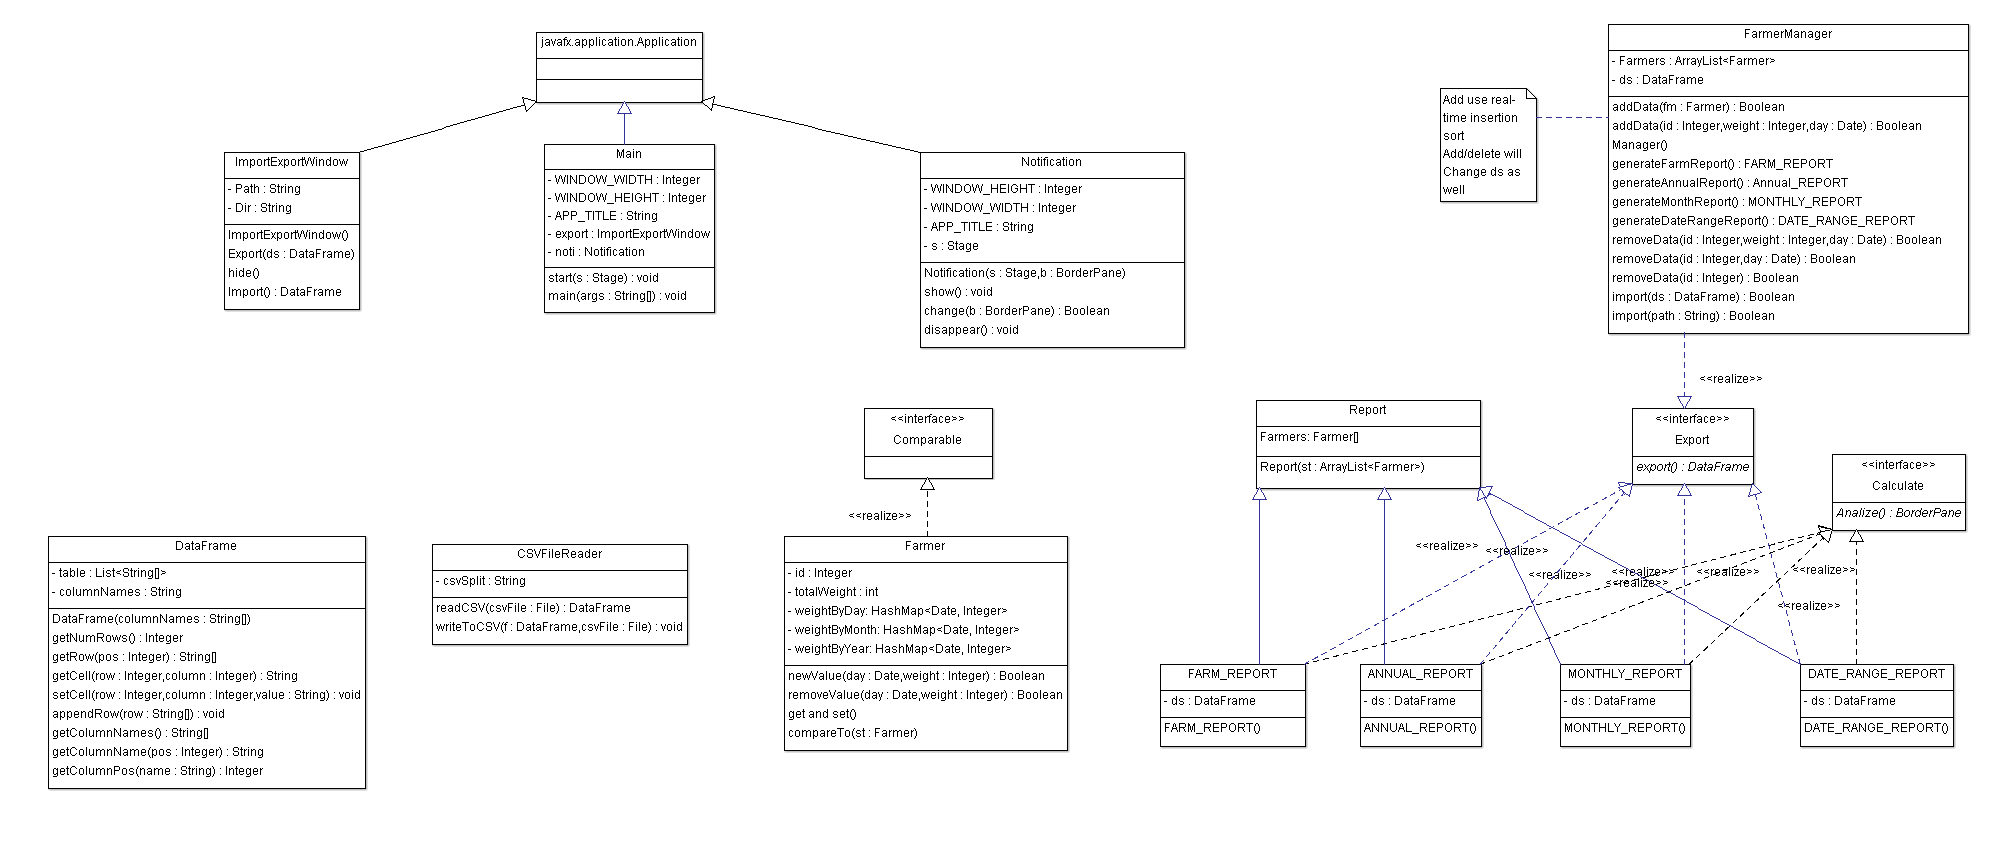 javafx.application.Application
FarmerManager
- Farmers : ArrayList<Farmer>
- ds : DataFrame
addData(fm : Farmer) : Boolean
addData(id : Integer,weight : Integer,day : Date) : Boolean
Manager()
generateFarmReport() : FARM_REPORT
generateAnnualReport() : Annual_REPORT
generateMonthReport() : MONTHLY_REPORT
generateDateRangeReport() : DATE_RANGE_REPORT
removeData(id : Integer,weight : Integer,day : Date) : Boolean
removeData(id : Integer,day : Date) : Boolean
removeData(id : Integer) : Boolean
import(ds : DataFrame) : Boolean
import(path : String) : Boolean
Add use real-
time insertion
sort
Add/delete will
Change ds as
well
ImportExportWindow
- Path : String
- Dir : String
ImportExportWindow()
Export(ds : DataFrame)
hide()
Import() : DataFrame
Main
- WINDOW_WIDTH : Integer
- WINDOW_HEIGHT : Integer
- APP_TITLE : String
- export : ImportExportWindow
- noti : Notification
start(s : Stage) : void
main(args : String[]) : void
Notification
- WINDOW_HEIGHT : Integer
- WINDOW_WIDTH : Integer
- APP_TITLE : String
- s : Stage
Notification(s : Stage,b : BorderPane)
show() : void
change(b : BorderPane) : Boolean
disappear() : void
<<realize>>
<<interface>>
Comparable
<<realize>>
Report
Farmers: Farmer[]
Report(st : ArrayList<Farmer>)
<<interface>>
Export
export() : DataFrame
<<interface>>
Calculate
Analize() : BorderPane
DataFrame
- table : List<String[]>
- columnNames : String
DataFrame(columnNames : String[])
getNumRows() : Integer
getRow(pos : Integer) : String[]
getCell(row : Integer,column : Integer) : String
setCell(row : Integer,column : Integer,value : String) : void
appendRow(row : String[]) : void
getColumnNames() : String[]
getColumnName(pos : Integer) : String
getColumnPos(name : String) : Integer
CSVFileReader
- csvSplit : String
readCSV(csvFile : File) : DataFrame
writeToCSV(f : DataFrame,csvFile : File) : void
Farmer
- id : Integer
- totalWeight : int
- weightByDay: HashMap<Date, Integer>
- weightByMonth: HashMap<Date, Integer>
- weightByYear: HashMap<Date, Integer>
newValue(day : Date,weight : Integer) : Boolean
removeValue(day : Date,weight : Integer) : Boolean
get and set()
compareTo(st : Farmer)
<<realize>>
<<realize>>
<<realize>>
<<realize>>
<<realize>>
<<realize>>
<<realize>>
<<realize>>
FARM_REPORT
- ds : DataFrame
FARM_REPORT()
ANNUAL_REPORT
- ds : DataFrame
ANNUAL_REPORT()
MONTHLY_REPORT
- ds : DataFrame
MONTHLY_REPORT()
DATE_RANGE_REPORT
- ds : DataFrame
DATE_RANGE_REPORT()